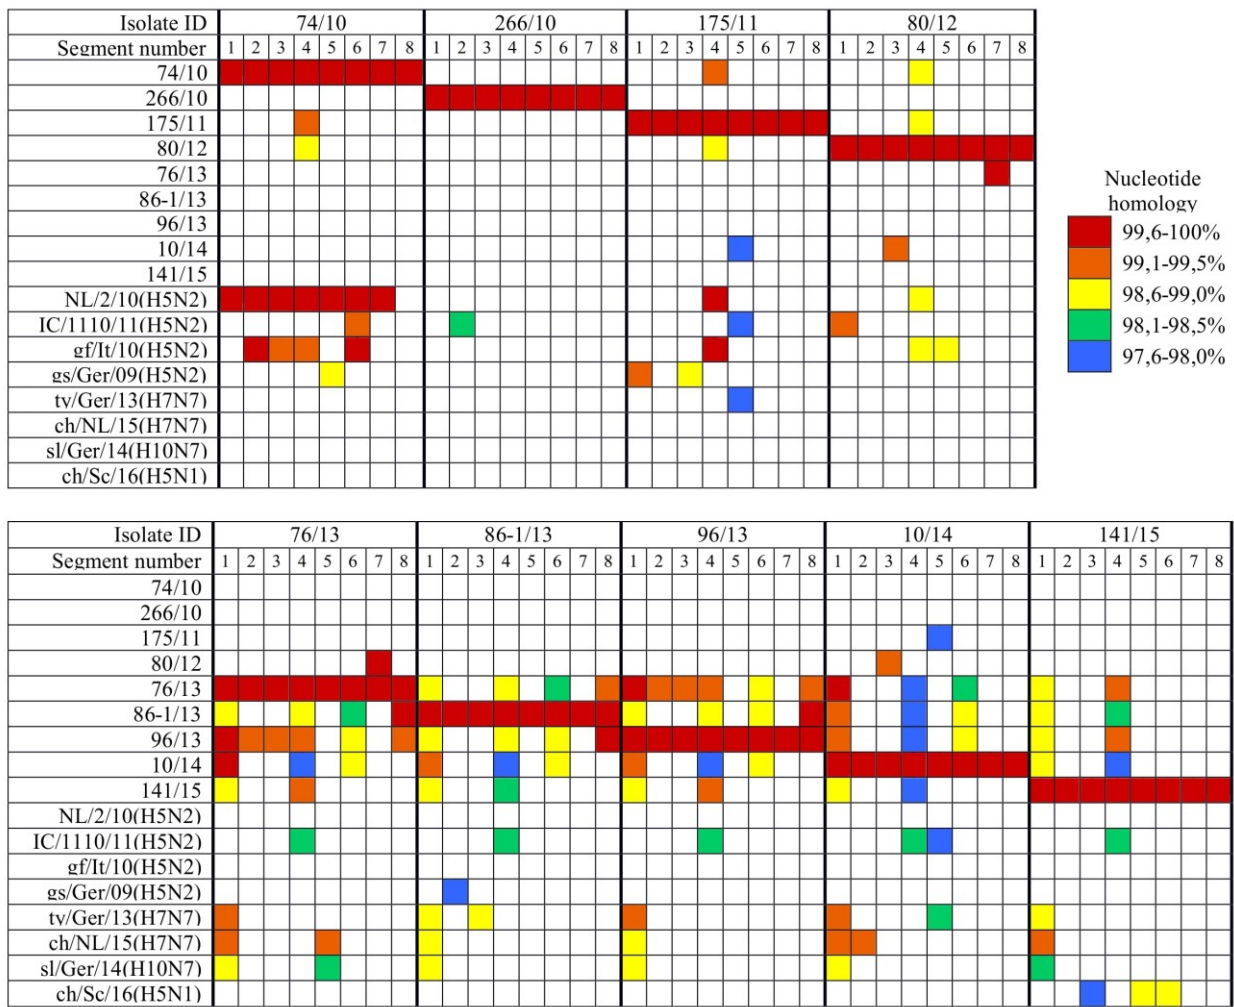 Isolate ID 74/10 266/10 175/11 80/12
Segment number 1 2 3 4 5 6 7 8 1 2 3 4 5 6 7 8 1 2 3 4 5 6 7 8 1 2 3 4 5 6 7 8
74/10
266/10
175/11
80/12
76/13
86-1/13
96/13
10/14
141/15
NL/2/10(H5N2)
IC/1110/11(H5N2)
gf/It/10(H5N2)
gs/Ger/09(H5N2)
tv/Ger/13(H7N7)
ch/NL/15(H7N7)
sl/Ger/14(H10N7)
ch/Sc/16(H5N1)
Nucleotide
homology
99,6-100%
99,1-99,5%
98,6-99,0%
98,1-98,5%
97,6-98,0%
Isolate ID 76/13 86-1/13 96/13 10/14 141/15
Segment number 1 2 3 4 5 6 7 8 1 2 3 4 5 6 7 8 1 2 3 4 5 6 7 8 1 2 3 4 5 6 7 8 1 2 3 4 5 6 7 8
74/10
266/10
175/11
80/12
76/13
86-1/13
96/13
10/14
141/15
NL/2/10(H5N2)
IC/1110/11(H5N2)
gf/It/10(H5N2)
gs/Ger/09(H5N2)
tv/Ger/13(H7N7)
ch/NL/15(H7N7)
sl/Ger/14(H10N7)
ch/Sc/16(H5N1)